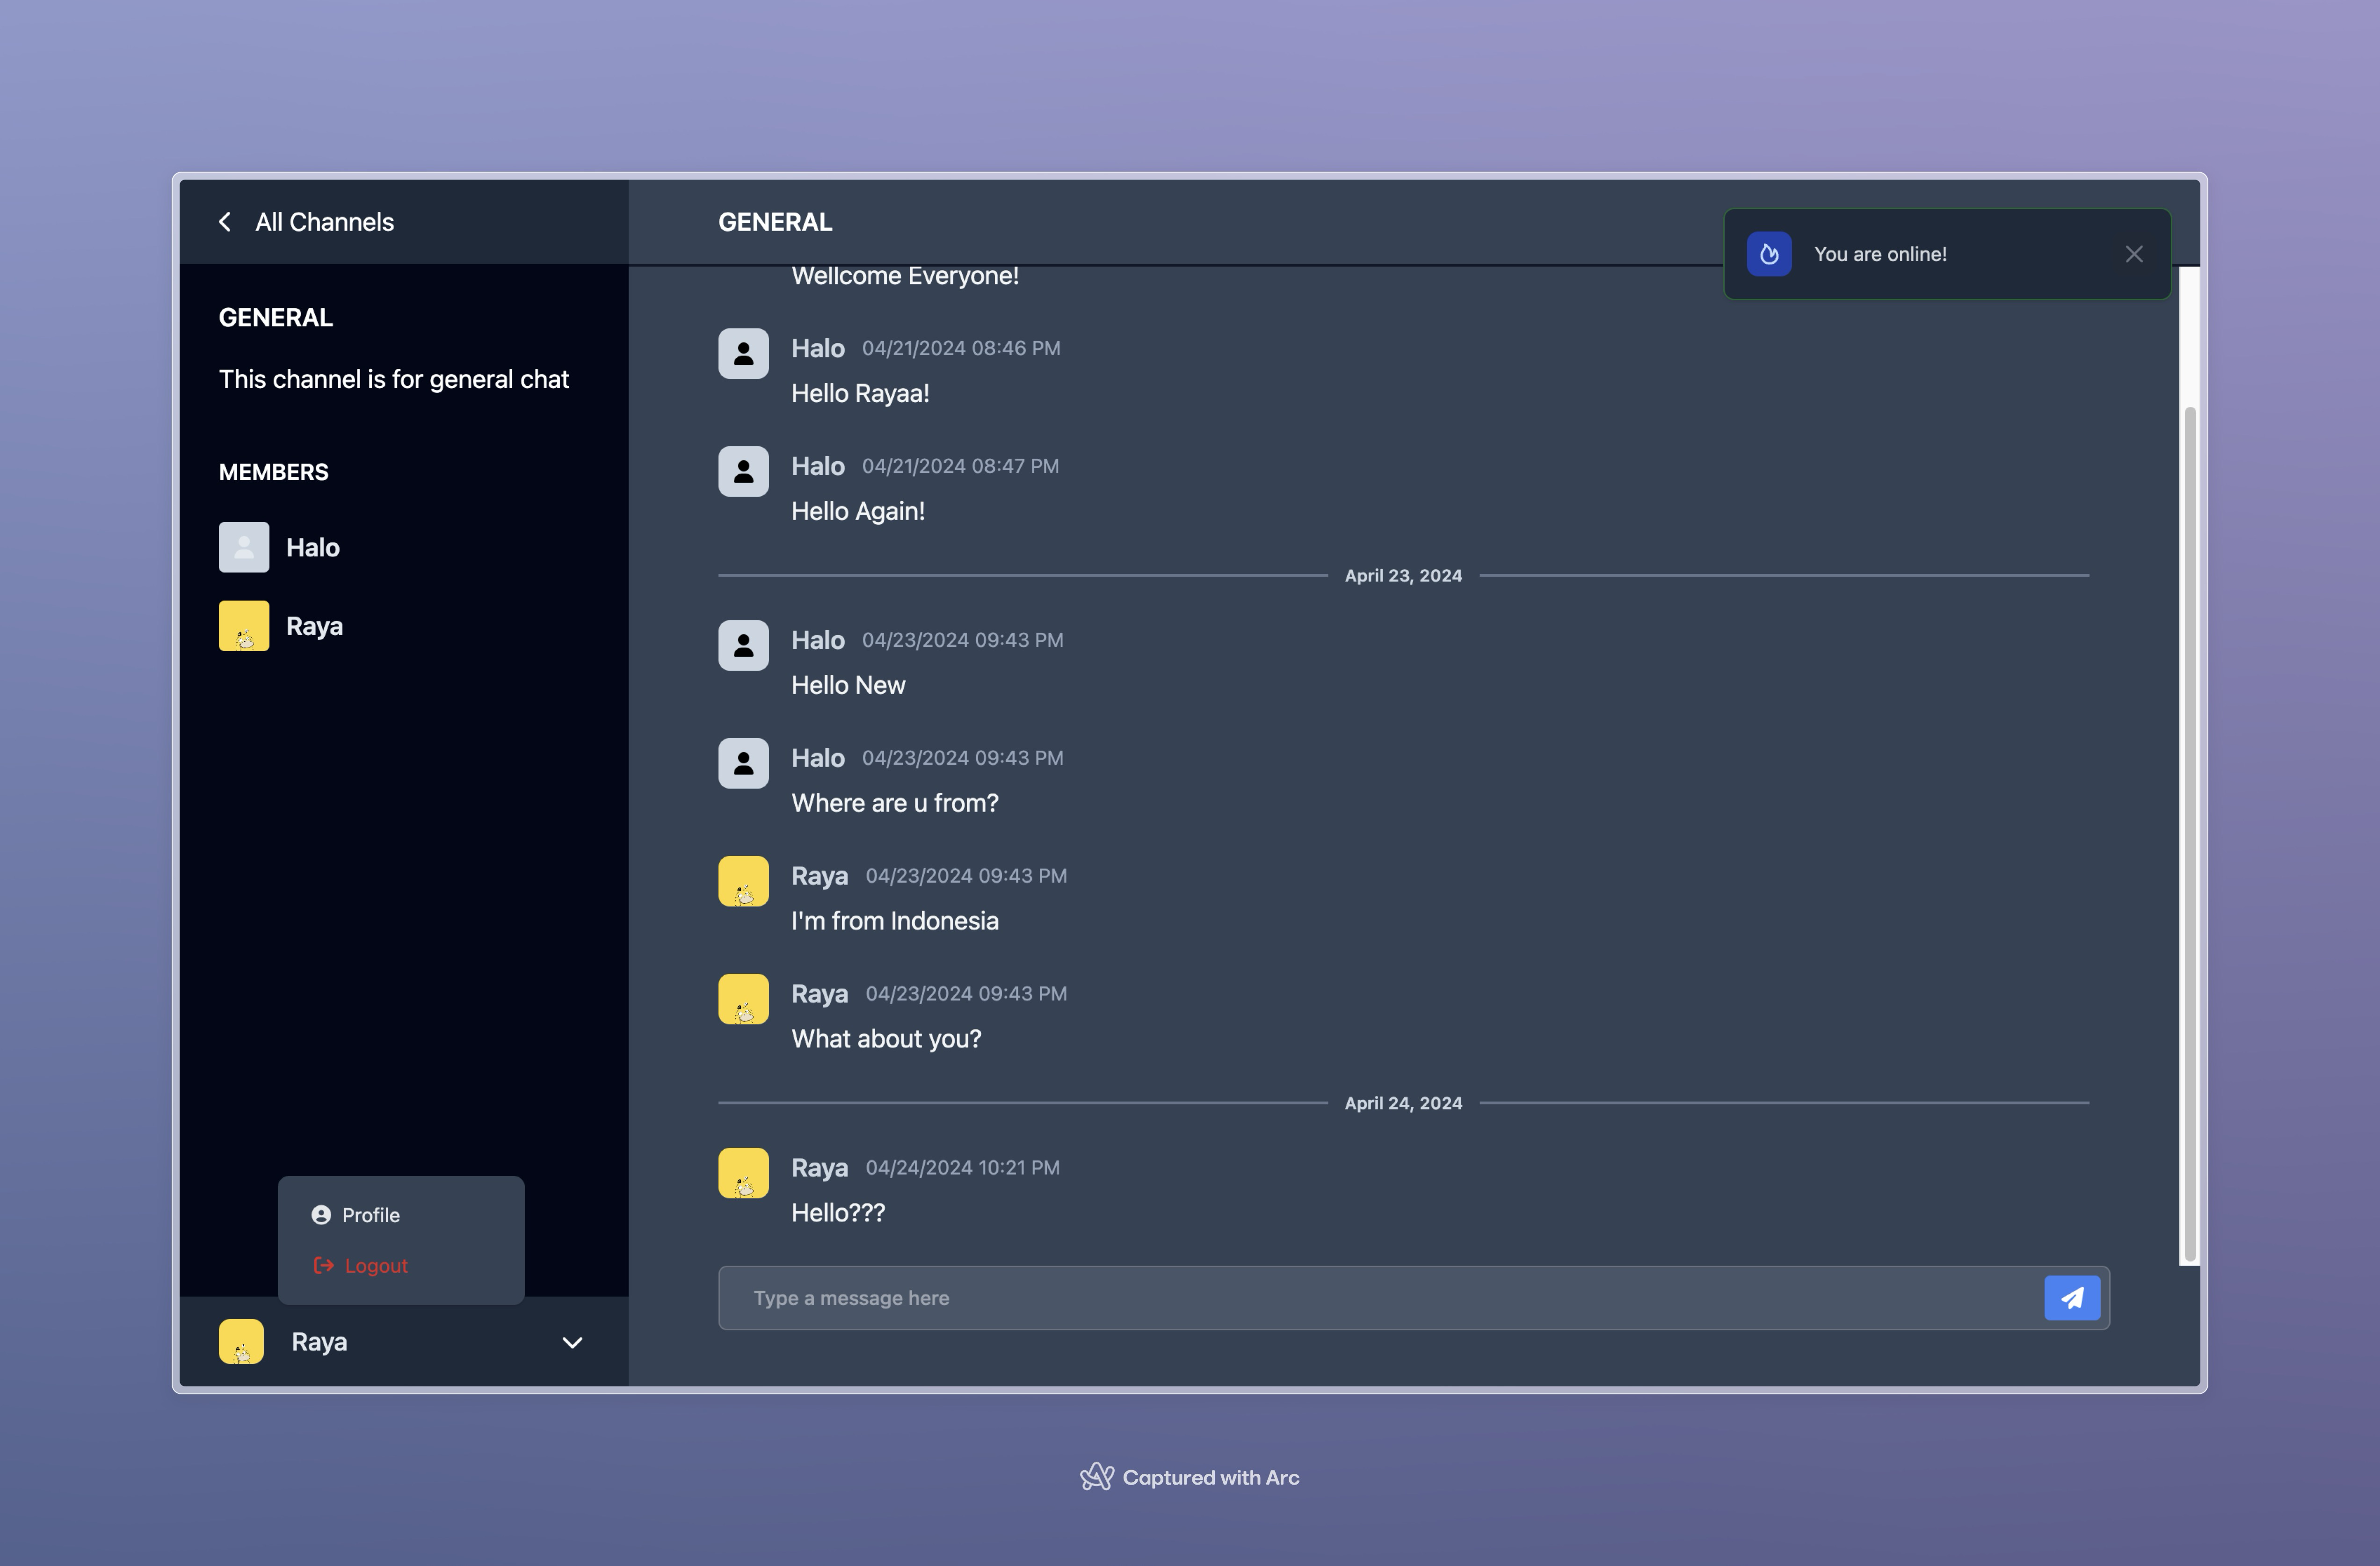 All Channels
GENERAL
This channel is for general chat
MEMBERS
Halo
Raya
Profile
Logout
Raya
GENERAL
You are online!
Wellcome Everyone!
Halo 04/21/2024 08:46 PM
Hello Rayaa!
Halo 04/21/2024 08:47 PM
Hello Again!
April 23, 2024
Halo 04/23/2024 09:43 PM
Hello New
Halo 04/23/2024 09:43 PM
Where are u from?
Raya 04/23/2024 09:43 PM
I'm from Indonesia
Raya 04/23/2024 09:43 PM
What about you?
April 24, 2024
Raya 04/24/2024 10:21 PM
Hello???
Type a message here
Captured with Arc